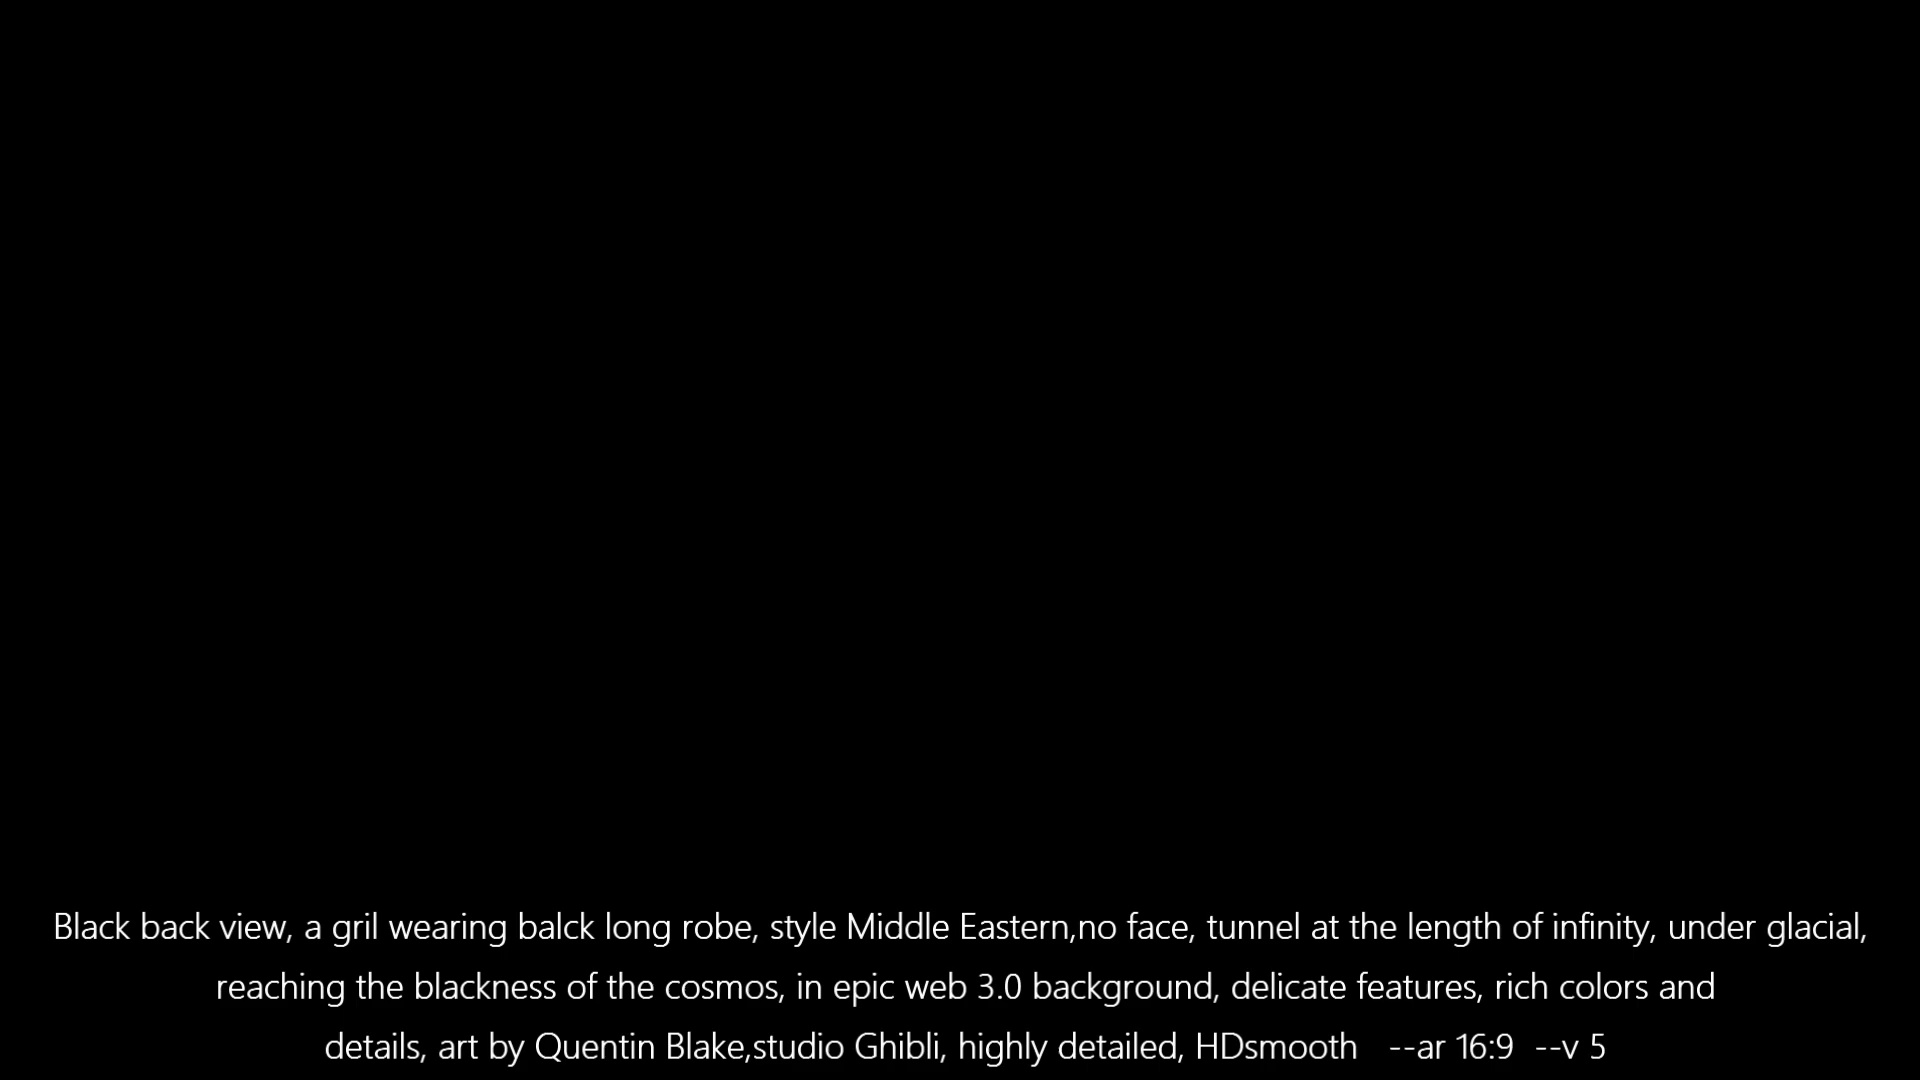 Black back view, a gril wearing balck long robe, style Middle Eastern,no face, tunnel at the length of infinity, under glacial,
reaching the blackness of the cosmos, in epic web 3.0 background, delicate features, rich colors and
details, art by Quentin Blake,studio Ghibli, highly detailed, HDsmooth   --ar 16:9  --v 5